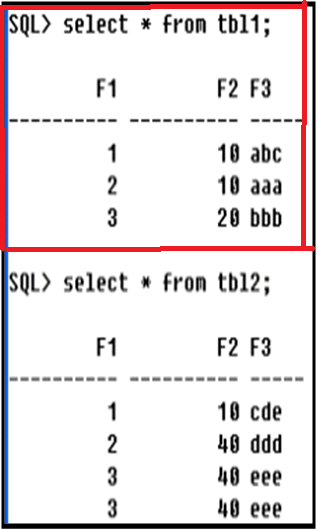 SQL> select * from tbl1;
F1 F2 F3
---------- ---------- -----
1 10 abc
2 10 aaa
3 20 bbb
SQL> select * from tbl2;
F1 F2 F3
---------- ---------- -----
1 10 cde
2 40 ddd
3 40 eee
3 40 eee